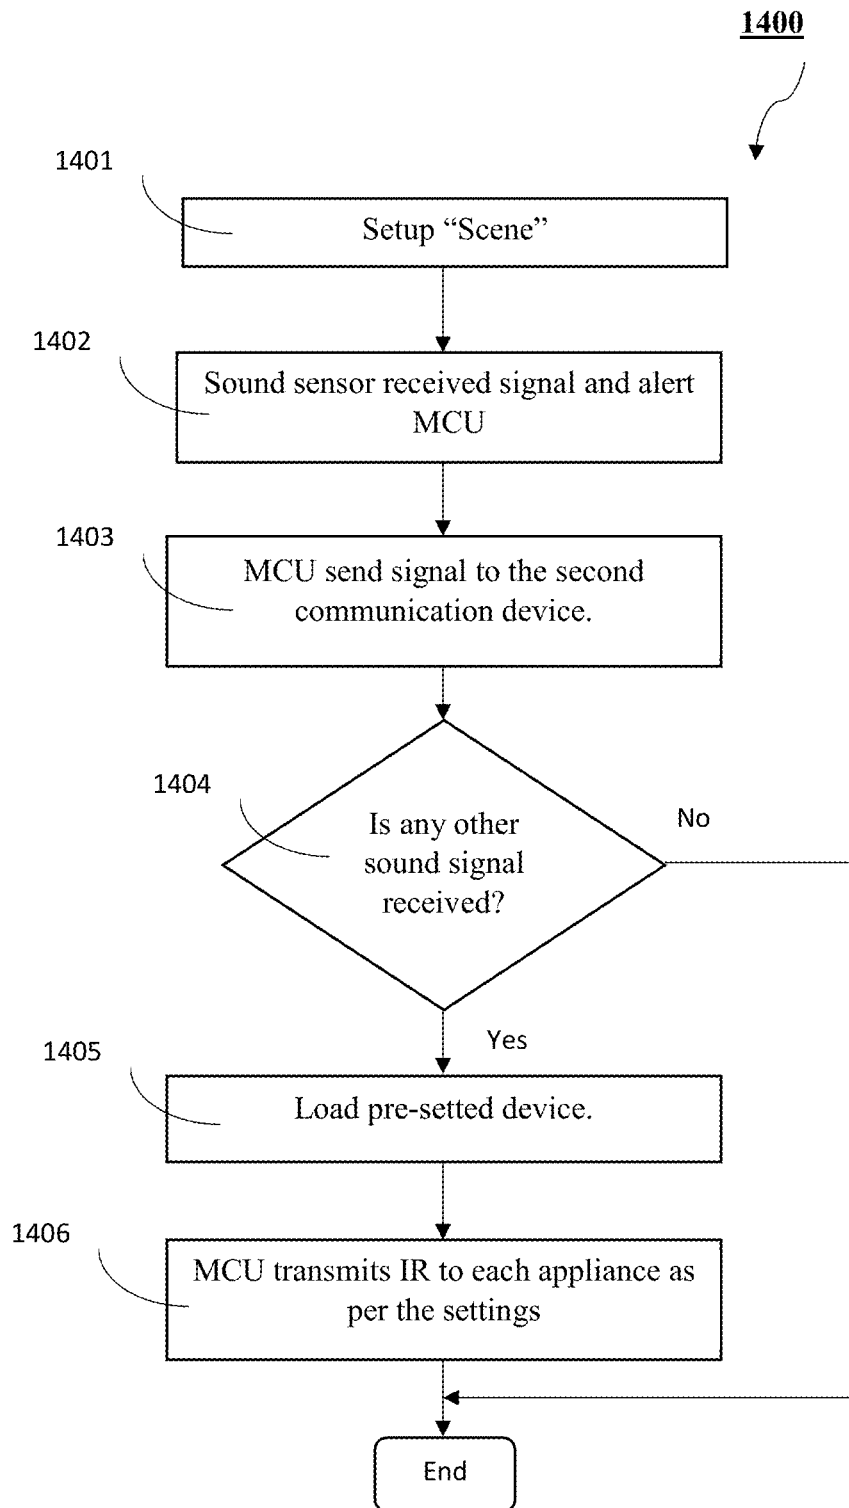 1400
1401
Setup “Scene”
1402
Sound sensor received signal and alert
MCU
1403
MCU send signal to the second
communication device.
1404
Is any other
sound signal
received?
No
Yes
1405
Load pre-setted device.
1406
MCU transmits IR to each appliance as
per the settings
End